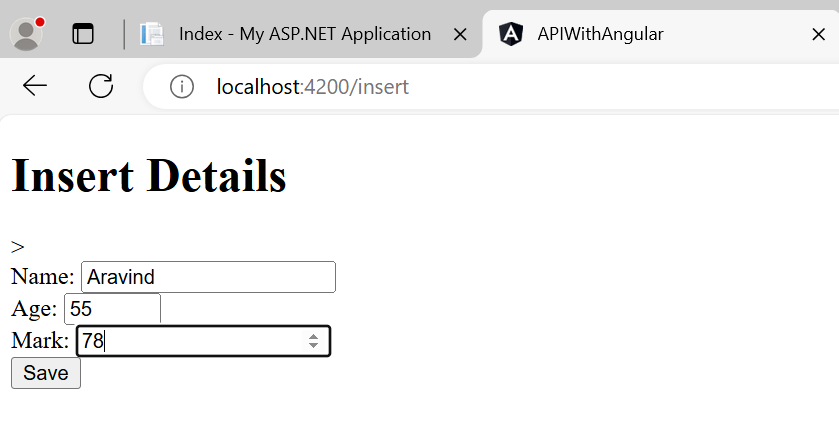 Index - My ASP.NET Application APIWithAngular
localhost:4200/insert
Insert Details
>
Name: Aravind
Age: 55
Mark: 78
Save